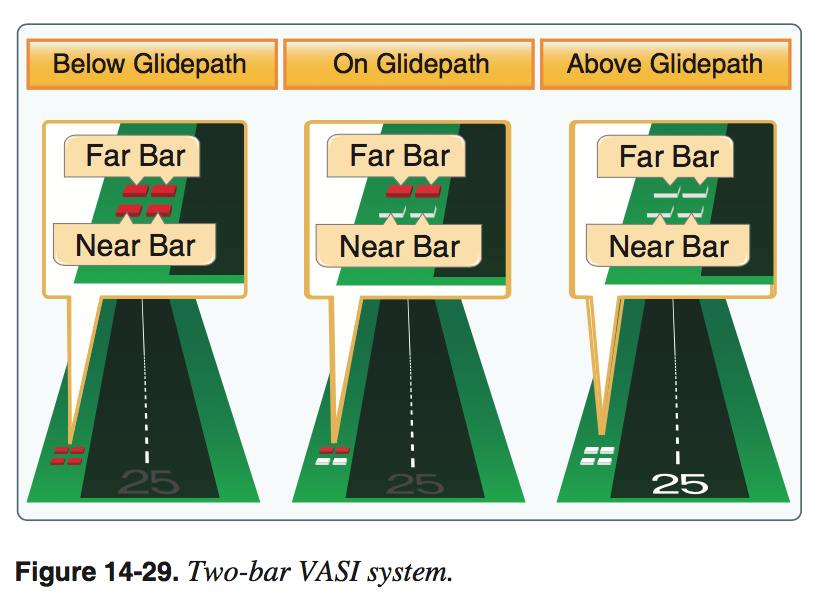 Below Glidepath
On Glidepath
Above Glidepath
Far Bar
Near Bar
25
Far Bar
Near Bar
25
Far Bar
Near Bar
25
Figure 14-29. Two-bar VASI system.